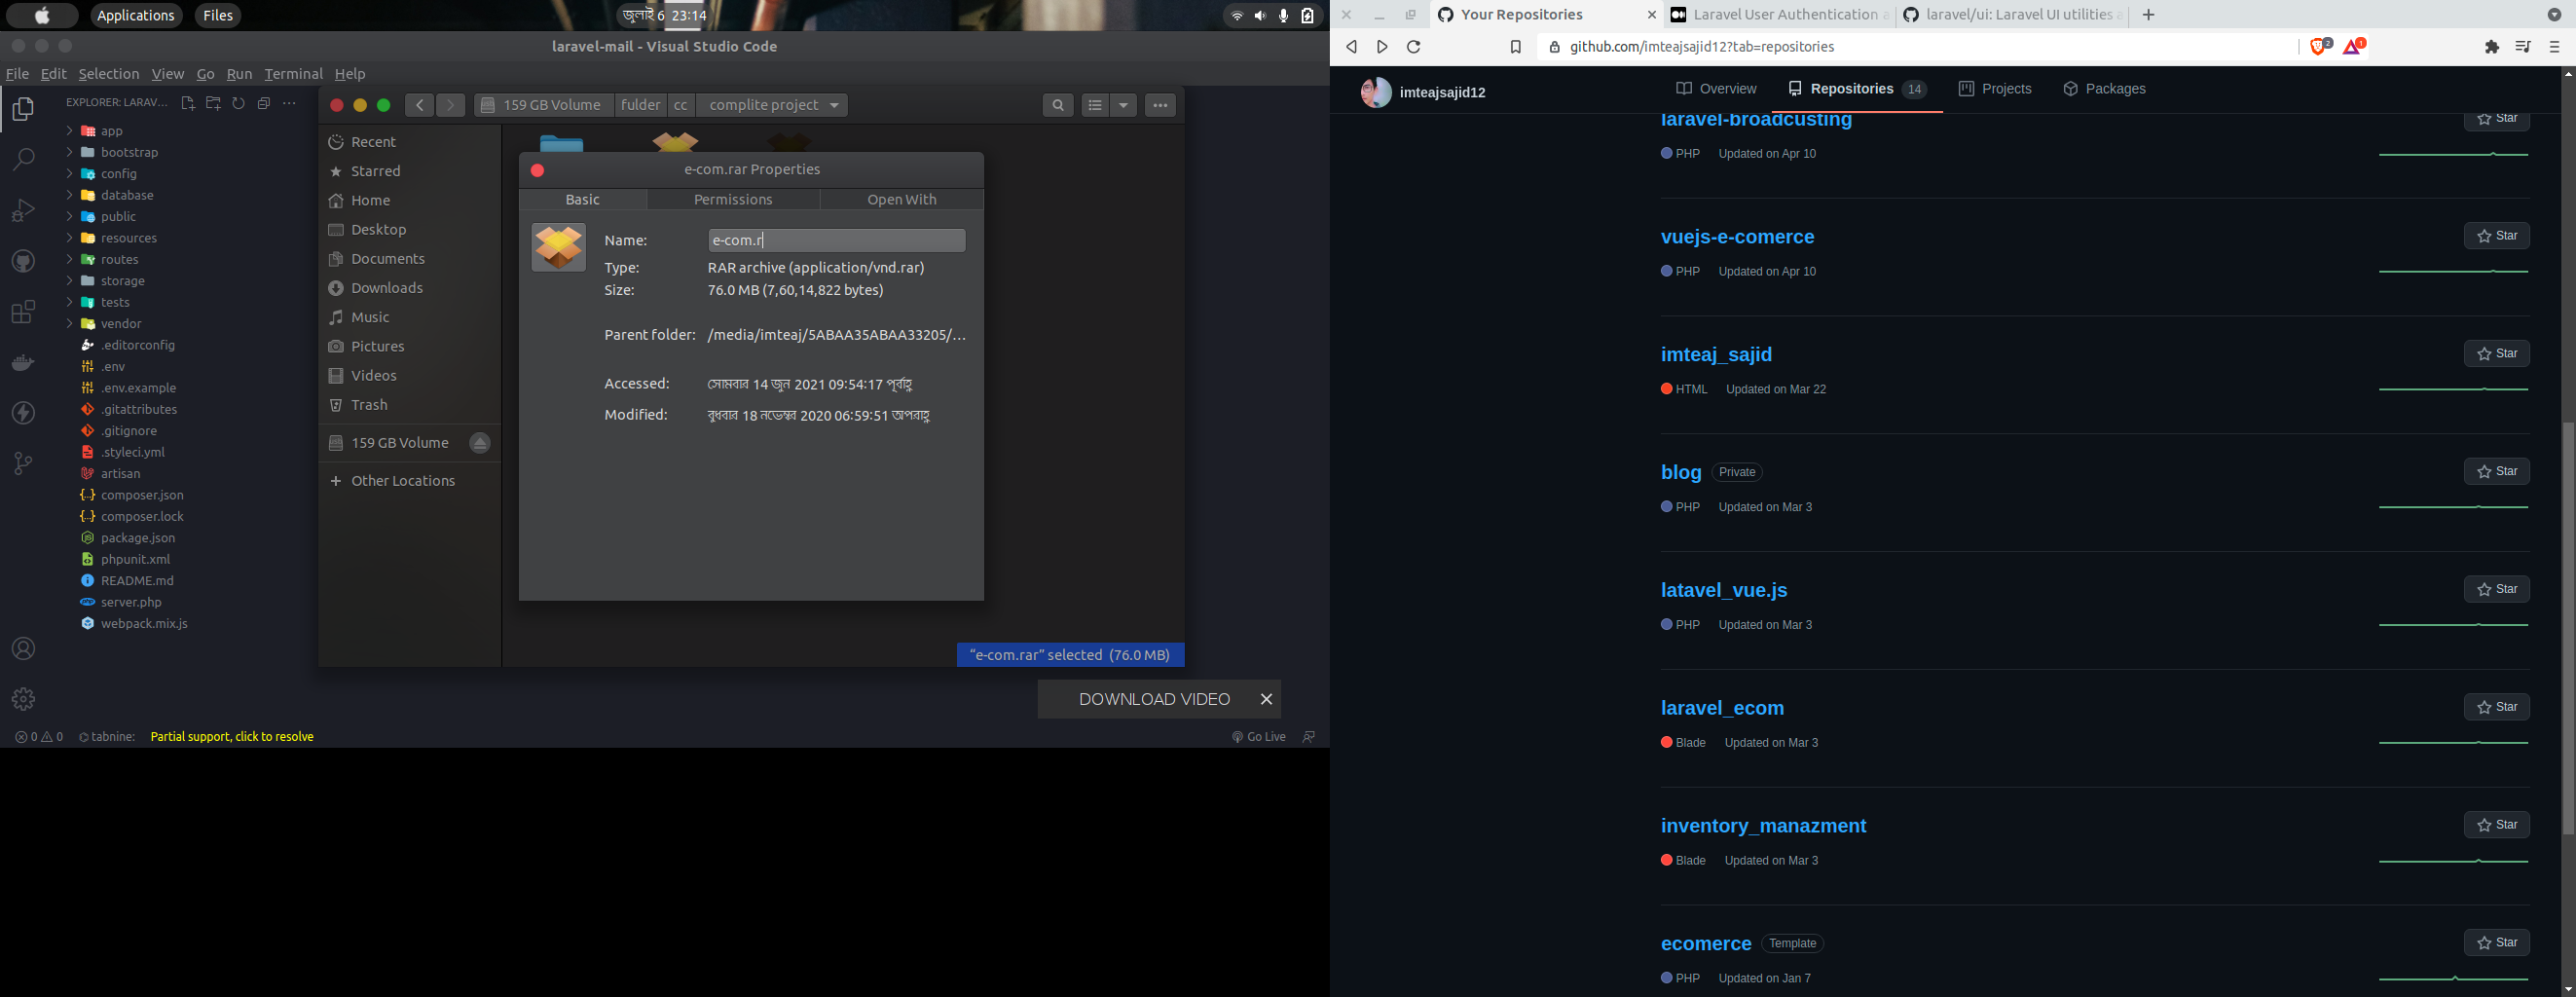 Applications
Files
জুলাই 6 23:14
laravel-mail - Visual Studio Code
File Edit Selection View Go Run Terminal Help
EXPLORER: LARAV...
app
bootstrap
config
database
public
resources
routes
storage
tests
vendor
.editorconfig
.env
.env.example
.gitattributes
.gitignore
.styleci.yml
artisan
composer.json
composer.lock
package.json
phpunit.xml
README.md
server.php
webpack.mix.js
0 0 tabnine: Partial support, click to resolve
Go Live
159 GB Volume fulder cc complite project
Recent
Starred
Home
Desktop
Documents
Downloads
Music
Pictures
Videos
Trash
159 GB Volume
Other Locations
e-com.rar Properties
Basic Permissions Open With
Name: e-com.r
Type: RAR archive (application/vnd.rar)
Size: 76.0 MB (7,60,14,822 bytes)
Parent folder: /media/imteaj/5ABAA35ABAA33205/...
Accessed: সোমবার 14 জুন 2021 09:54:17 পূর্বাহ্ণ
Modified: বুধবার 18 নভেম্বর 2020 06:59:51 অপরাহ্ণ
“e-com.rar” selected (76.0 MB)
DOWNLOAD VIDEO
Your Repositories
Laravel User Authentication a
laravel/ui: Laravel UI utilities a
github.com/imteajsajid12?tab=repositories
2
1
imteajsajid12
Overview Repositories 14 Projects Packages
laravel-broadcusting
Star
PHP Updated on Apr 10
vuejs-e-comerce
Star
PHP Updated on Apr 10
imteaj_sajid
Star
HTML Updated on Mar 22
blog Private
Star
PHP Updated on Mar 3
latavel_vue.js
Star
PHP Updated on Mar 3
laravel_ecom
Star
Blade Updated on Mar 3
inventory_manazment
Star
Blade Updated on Mar 3
ecomerce Template
Star
PHP Updated on Jan 7